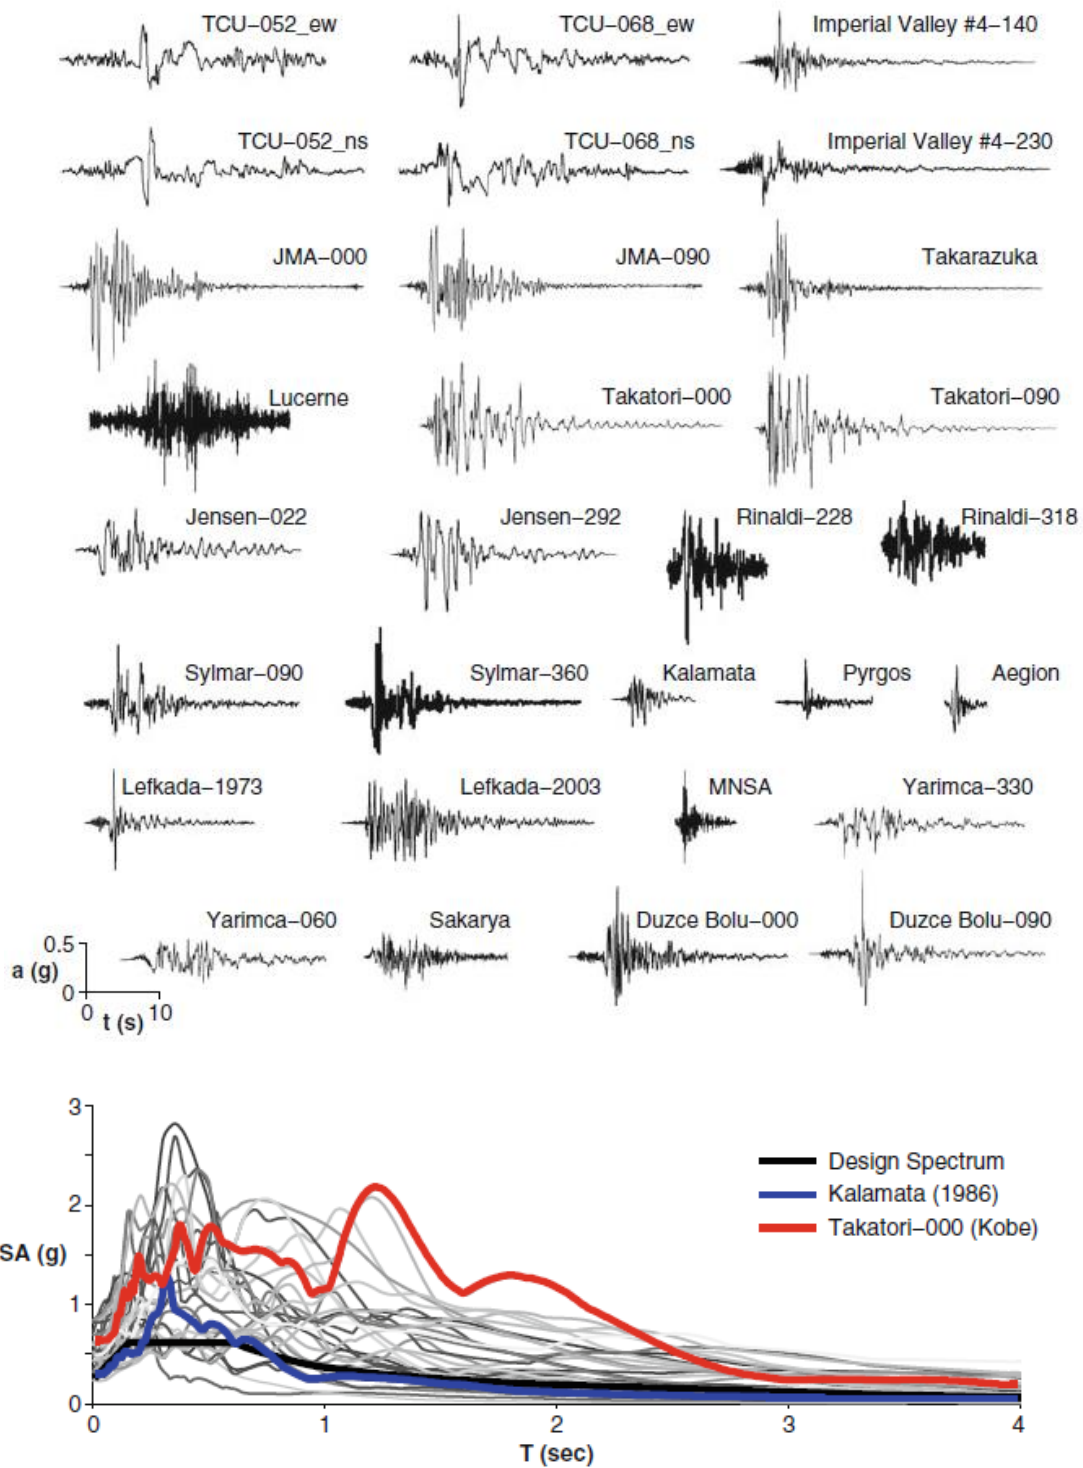 TCU−052_ew TCU−068_ew Imperial Valley #4−140
TCU−052_ns TCU−068_ns Imperial Valley #4−230
JMA−000 JMA−090 Takarazuka
Lucerne Takatori−000 Takatori−090
Jensen−022 Jensen−292 Rinaldi−228 Rinaldi−318
Sylmar−090 Sylmar−360 Kalamata Pyrgos Aegion
Lefkada−1973 Lefkada−2003 MNSA Yarimca−330
Yarimca−060 Sakarya Duzce Bolu−000 Duzce Bolu−090
0.5
a (g)
0
0 t (s) 10
3
Design Spectrum
2 Kalamata (1986)
Takatori−000 (Kobe)
SA (g)
1
0
0 1 2 3 4
T (sec)